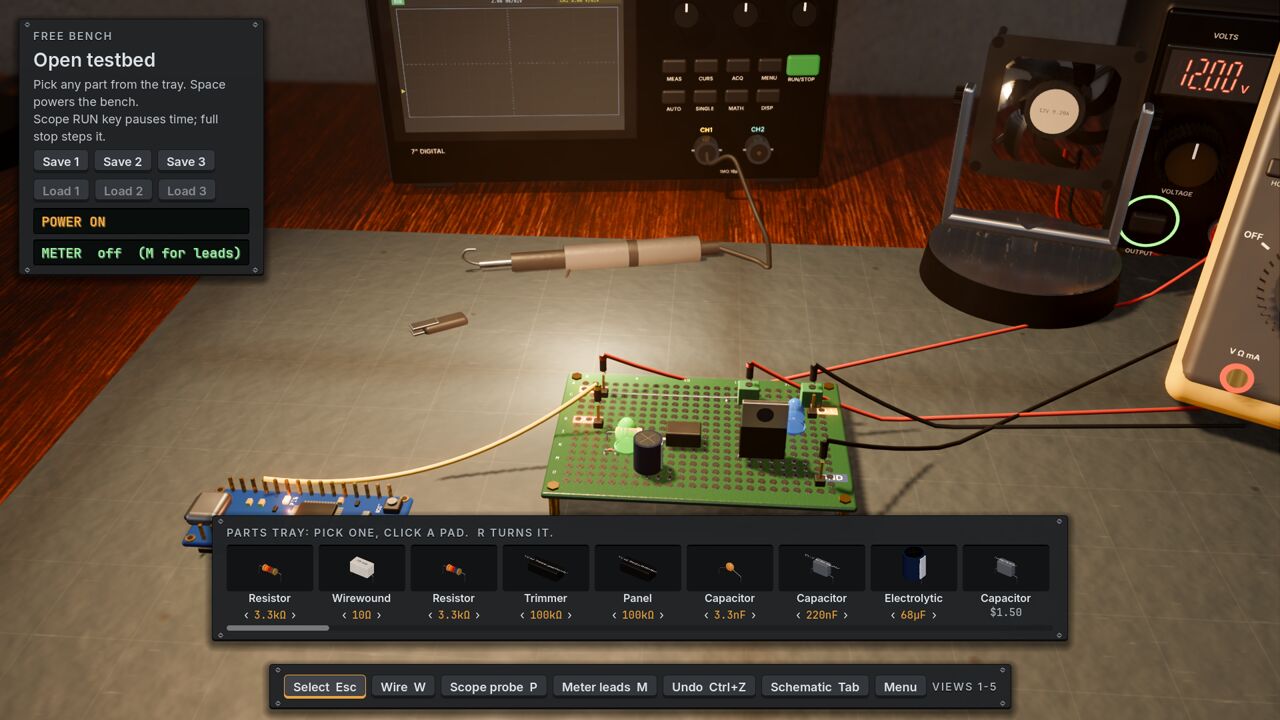 FREE BENCH
Open testbed
Pick any part from the tray. Space
powers the bench.
Scope RUN key pauses time; full
stop steps it.
Save 1
Save 2
Save 3
Load 1
Load 2
Load 3
POWER ON
METER off (M for leads)
MEAS
CURS
ACQ
MENU
RUN/STOP
AUTO
SINGLE
MATH
DISP
CH1
CH2
7" DIGITAL
VOLTS
12.00 V
VOLTAGE
OUTPUT
OFF
V Ω mA
PARTS TRAY: PICK ONE, CLICK A PAD. R TURNS IT.
Resistor
Wirewound
Resistor
Trimmer
Panel
Capacitor
Capacitor
Electrolytic
Capacitor
‹ 3.3kΩ ›
‹ 10Ω ›
‹ 3.3kΩ ›
‹ 100kΩ ›
‹ 100kΩ ›
‹ 3.3nF ›
‹ 220nF ›
‹ 68µF ›
$1.50
Select Esc
Wire W
Scope probe P
Meter leads M
Undo Ctrl+Z
Schematic Tab
Menu
VIEWS 1-5